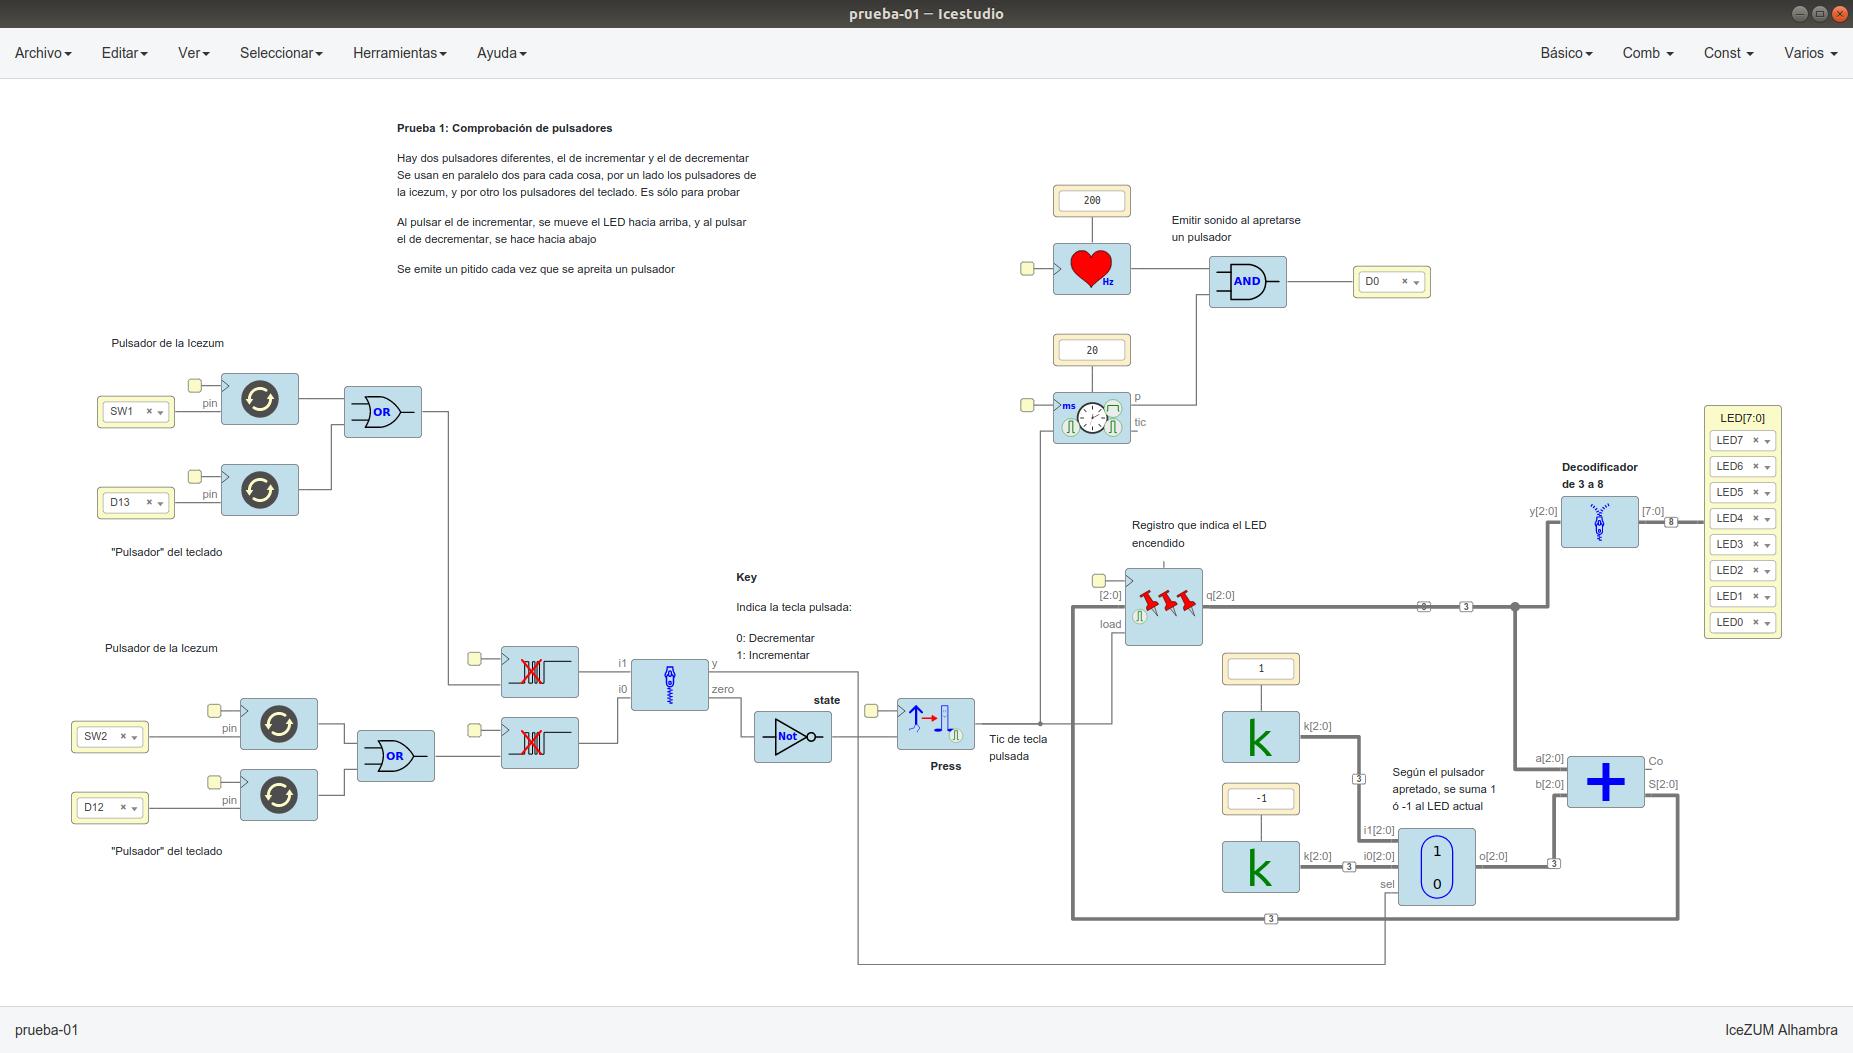 prueba-01 – Icestudio
Archivo Editar Ver Seleccionar Herramientas Ayuda Básico Comb Const Varios
Prueba 1: Comprobación de pulsadores
Hay dos pulsadores diferentes, el de incrementar y el de decrementar
Se usan en paralelo dos para cada cosa, por un lado los pulsadores de
la icezum, y por otro los pulsadores del teclado. Es sólo para probar
Al pulsar el de incrementar, se mueve el LED hacia arriba, y al pulsar
el de decrementar, se hace hacia abajo
Se emite un pitido cada vez que se apreita un pulsador
200
Emitir sonido al apretarse
un pulsador
Hz
AND
D0
20
ms
p
tic
Pulsador de la Icezum
SW1
pin
OR
D13
pin
"Pulsador" del teclado
Pulsador de la Icezum
SW2
pin
OR
D12
pin
"Pulsador" del teclado
i1
i0
y
zero
Key
Indica la tecla pulsada:
0: Decrementar
1: Incrementar
state
Not
Press
Tic de tecla
pulsada
Registro que indica el LED
encendido
[2:0]
load
q[2:0]
3
1
k
k[2:0]
3
-1
k
k[2:0]
3
Según el pulsador
apretado, se suma 1
ó -1 al LED actual
i1[2:0]
i0[2:0]
sel
1
0
o[2:0]
3
a[2:0]
b[2:0]
Co
S[2:0]
3
Decodificador
de 3 a 8
y[2:0]
[7:0]
8
LED[7:0]
LED7
LED6
LED5
LED4
LED3
LED2
LED1
LED0
prueba-01
IceZUM Alhambra